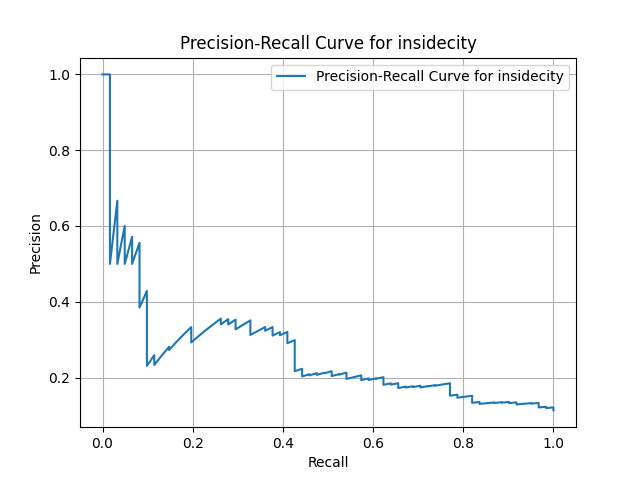 Precision-Recall Curve for insidecity
Precision-Recall Curve for insidecity
1.0
0.8
0.6
0.4
0.2
Precision
0.0 0.2 0.4 0.6 0.8 1.0
Recall